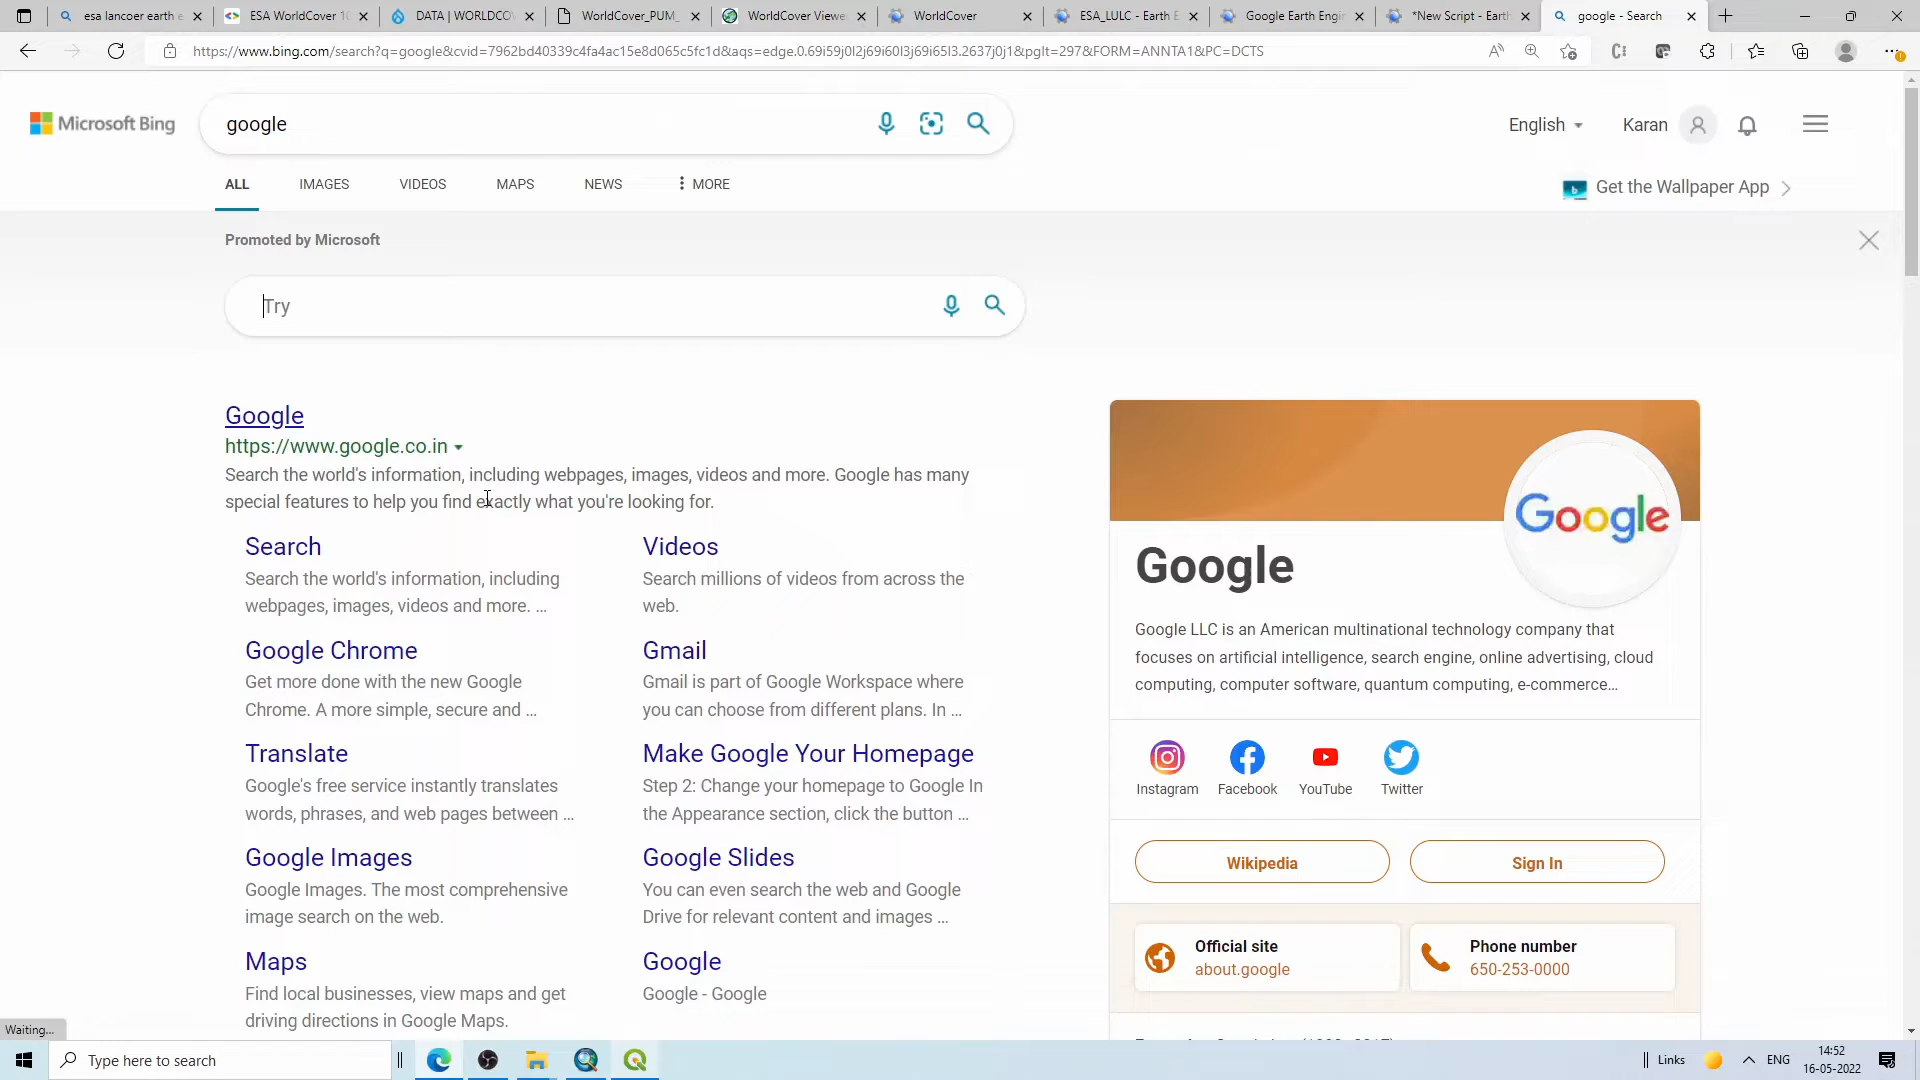 esa lancoer earth e
ESA WorldCover 10
DATA | WORLDCO
WorldCover_PUM_
WorldCover Viewe
WorldCover
ESA_LULC - Earth E
Google Earth Engi
*New Script - Earth
google - Search
https://www.bing.com/search?q=google&cvid=7962bd40339c4fa4ac15e8d065c5fc1d&aqs=edge.0.69i59j0l2j69i60l3j69i65l3.2637j0j1&pglt=297&FORM=ANNTA1&PC=DCTS
Microsoft Bing
google
English
Karan
ALL
IMAGES
VIDEOS
MAPS
NEWS
MORE
Get the Wallpaper App
Promoted by Microsoft
Try
Google
https://www.google.co.in
Search the world's information, including webpages, images, videos and more. Google has many
special features to help you find exactly what you're looking for.
Search
Search the world's information, including
webpages, images, videos and more. ...
Videos
Search millions of videos from across the
web.
Google Chrome
Get more done with the new Google
Chrome. A more simple, secure and ...
Gmail
Gmail is part of Google Workspace where
you can choose from different plans. In ...
Translate
Google's free service instantly translates
words, phrases, and web pages between ...
Make Google Your Homepage
Step 2: Change your homepage to Google In
the Appearance section, click the button ...
Google Images
Google Images. The most comprehensive
image search on the web.
Google Slides
You can even search the web and Google
Drive for relevant content and images ...
Maps
Find local businesses, view maps and get
driving directions in Google Maps.
Google
Google - Google
Google
Google
Google LLC is an American multinational technology company that
focuses on artificial intelligence, search engine, online advertising, cloud
computing, computer software, quantum computing, e-commerce...
Instagram
Facebook
YouTube
Twitter
Wikipedia
Sign In
Official site
about.google
Phone number
650-253-0000
Waiting...
Type here to search
Links
ENG
14:52
16-05-2022